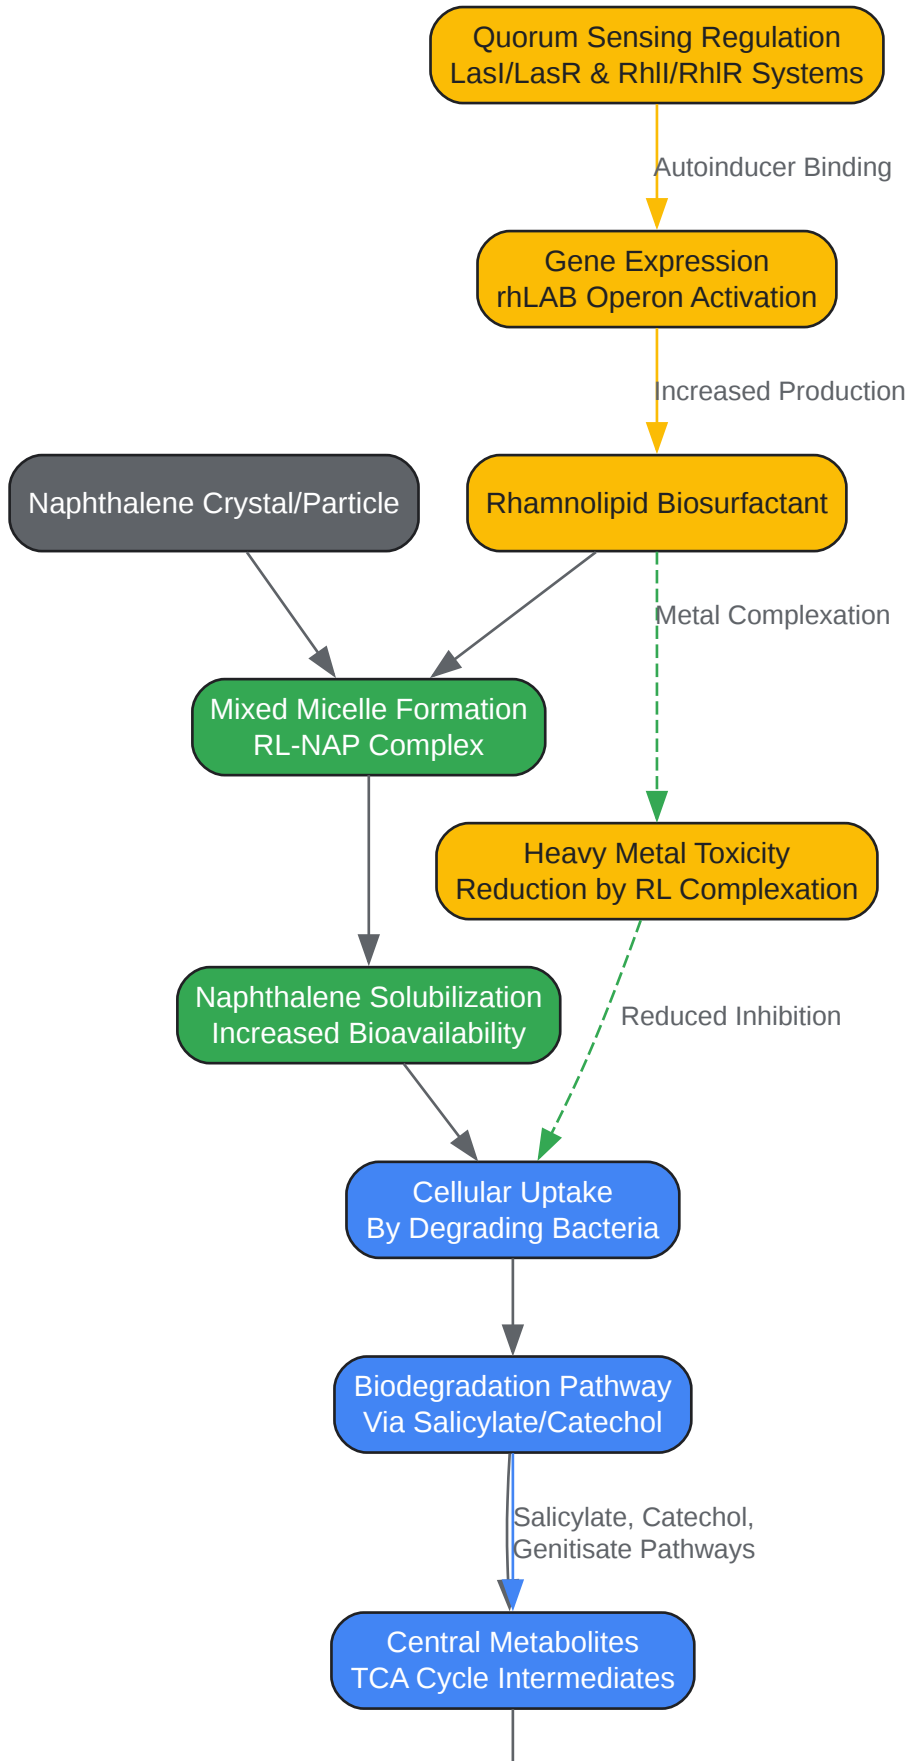 Quorum Sensing Regulation
LasI/LasR & RhlI/RhlR Systems
Autoinducer Binding
Gene Expression
rhLAB Operon Activation
Increased Production
Naphthalene Crystal/Particle
Rhamnolipid Biosurfactant
Metal Complexation
Mixed Micelle Formation
RL-NAP Complex
Heavy Metal Toxicity
Reduction by RL Complexation
Naphthalene Solubilization
Increased Bioavailability
Reduced Inhibition
Cellular Uptake
By Degrading Bacteria
Biodegradation Pathway
Via Salicylate/Catechol
Salicylate, Catechol,
Genitisate Pathways
Central Metabolites
TCA Cycle Intermediates